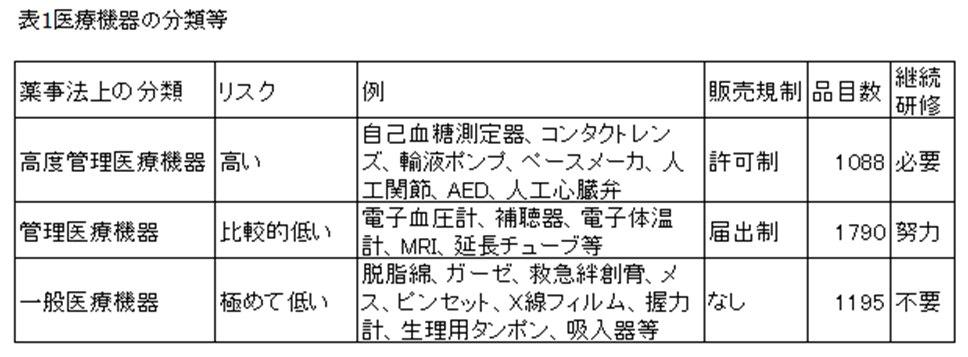 表1医療機器の分類等
薬事法上の分類 リスク 例 販売規制 品目数 継続
研修
高度管理医療機器 高い 自己血糖測定器、コンタクトレン
ズ、輸液ポンプ、ペースメーカ、人
工関節、AED、人工心臓弁 許可制 1088 必要
管理医療機器 比較的低い 電子血圧計、補聴器、電子体温
計、MRI、延長チューブ等 届出制 1790 努力
一般医療機器 極めて低い 脱脂綿、ガーゼ、救急絆創膏、メ
ス、ピンセット、X線フィルム、握力
計、生理用タンポン、吸入器等 なし 1195 不要